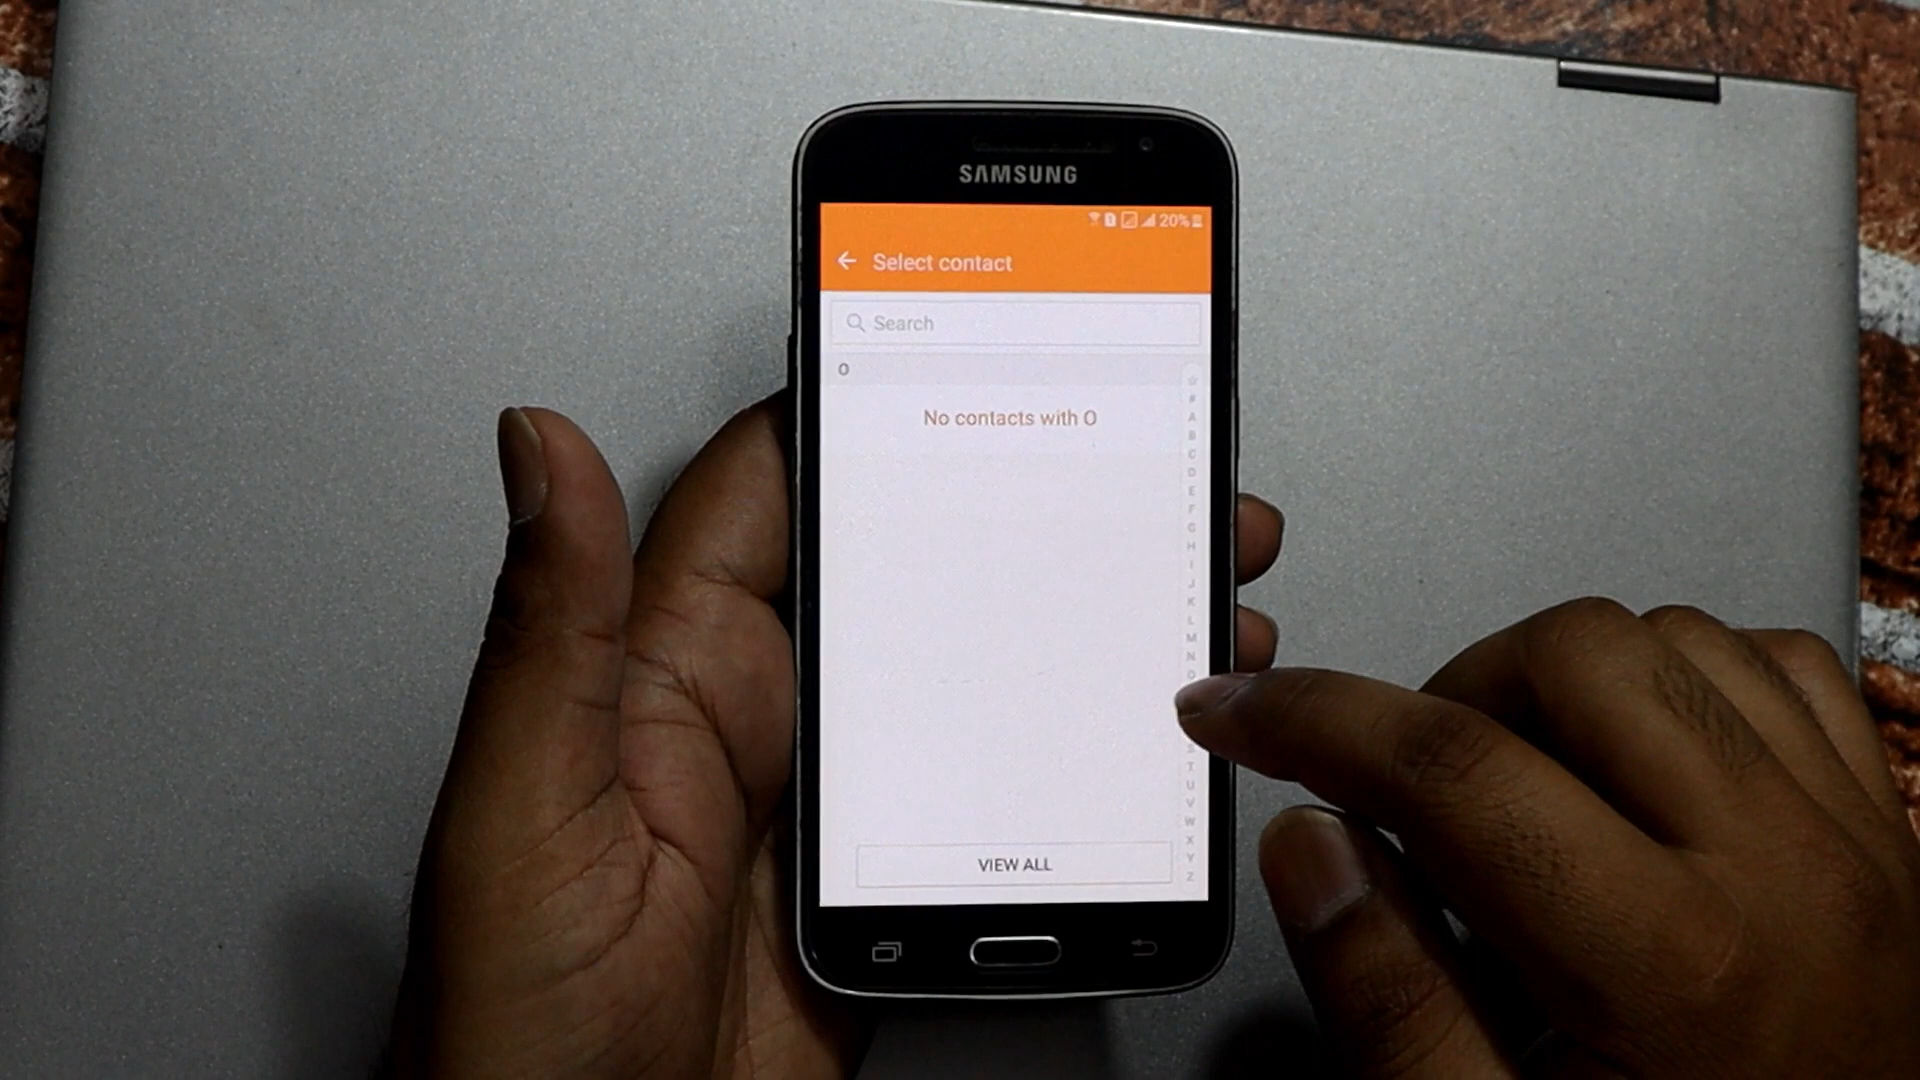 SAMSUNG
20%
Select contact
Search
O
No contacts with O
#
A
B
C
D
E
F
G
H
I
J
K
L
M
N
O
S
T
U
V
W
X
Y
Z
VIEW ALL